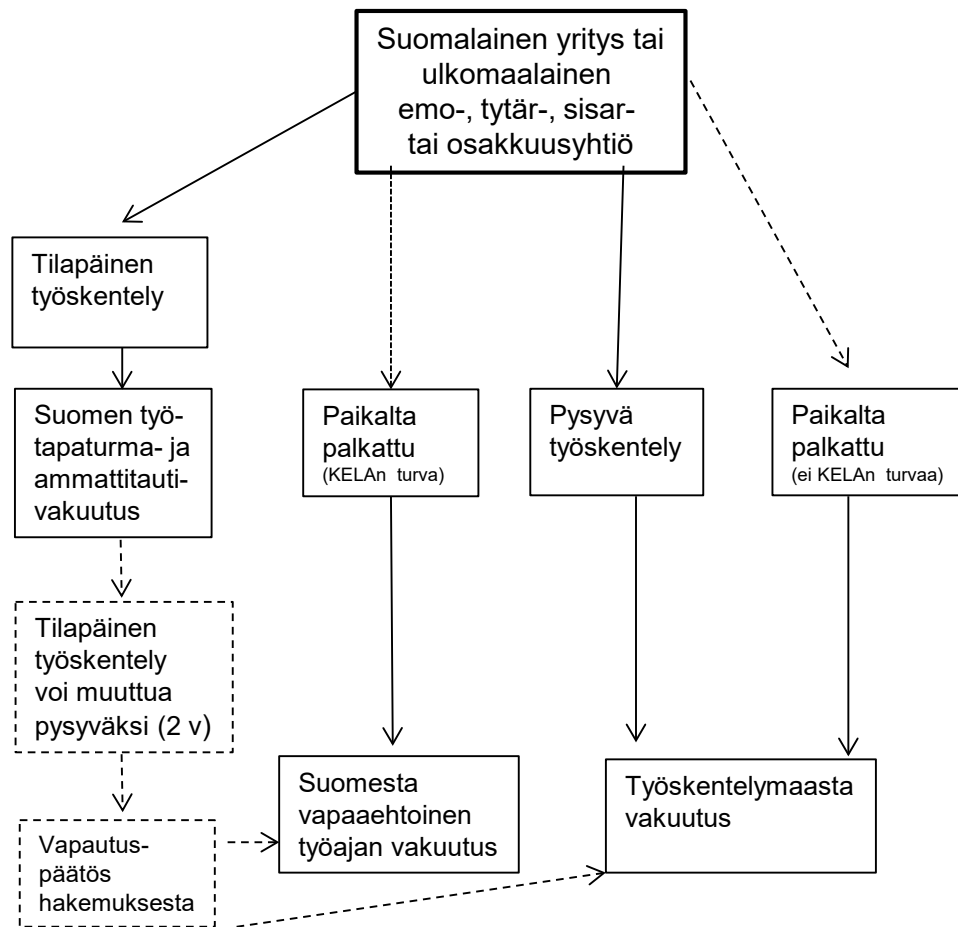 Suomalainen yritys tai
ulkomaalainen
emo-, tytär-, sisar-
tai osakkuusyhtiö
Tilapäinen
työskentely
Suomen työ-
tapaturma- ja
ammattitauti-
vakuutus
Paikalta
palkattu
(KELAn turva)
Pysyvä
työskentely
Paikalta
palkattu
(ei KELAn turvaa)
Tilapäinen
työskentely
voi muuttua
pysyväksi (2 v)
Suomesta
vapaaehtoinen
työajan vakuutus
Työskentelymaasta
vakuutus
Vapautus-
päätös
hakemuksesta